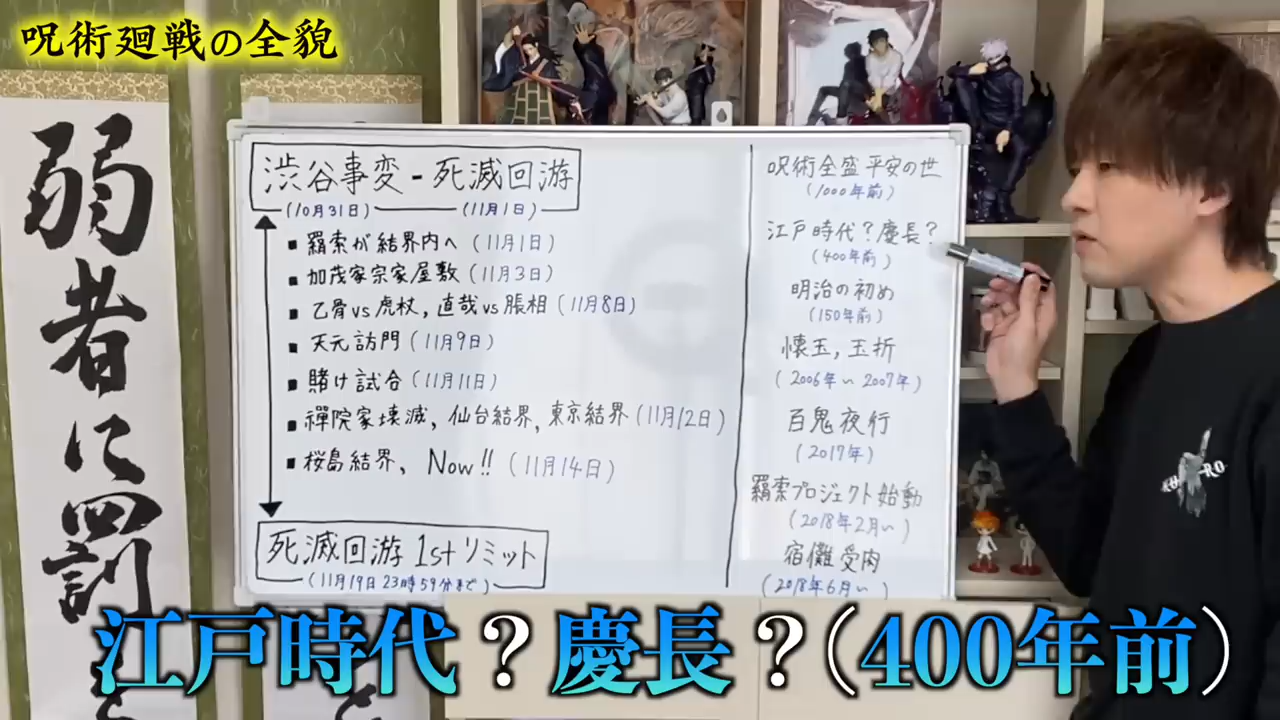 呪術廻戦の全貌
弱者に罰
渋谷事変-死滅回游
(10月31日) (11月1日)
■羂索が結界内へ(11月1日)
■加茂家宗家屋敷(11月3日)
■乙骨vs虎杖,直哉vs脹相(11月8日)
■天元訪問(11月9日)
■賭け試合(11月11日)
■禪院家壊滅,仙台結界,東京結界(11月12日)
■桜島結界、Now!!(11月14日)
死滅回游1stリミット
(11月19日23時59分まで)
呪術全盛平安の世
(1000年前)
江戸時代?慶長?
(400年前)
明治の初め
(150年前)
懐玉,玉折
(2006年〜2007年)
百鬼夜行
(2017年)
羂索プロジェクト始動
(2018年2月〜)
宿儺受肉
(2018年6月〜)
江戸時代?慶長?(400年前)